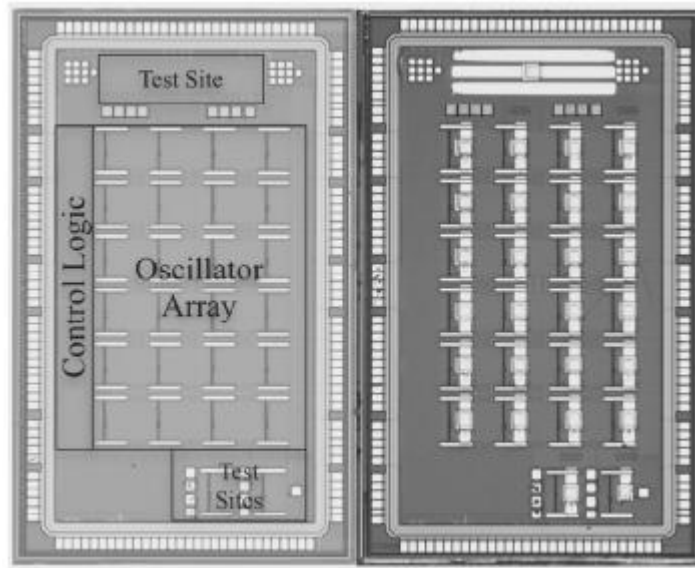 Test Site
Control Logic
Oscillator
Array
Test
Sites